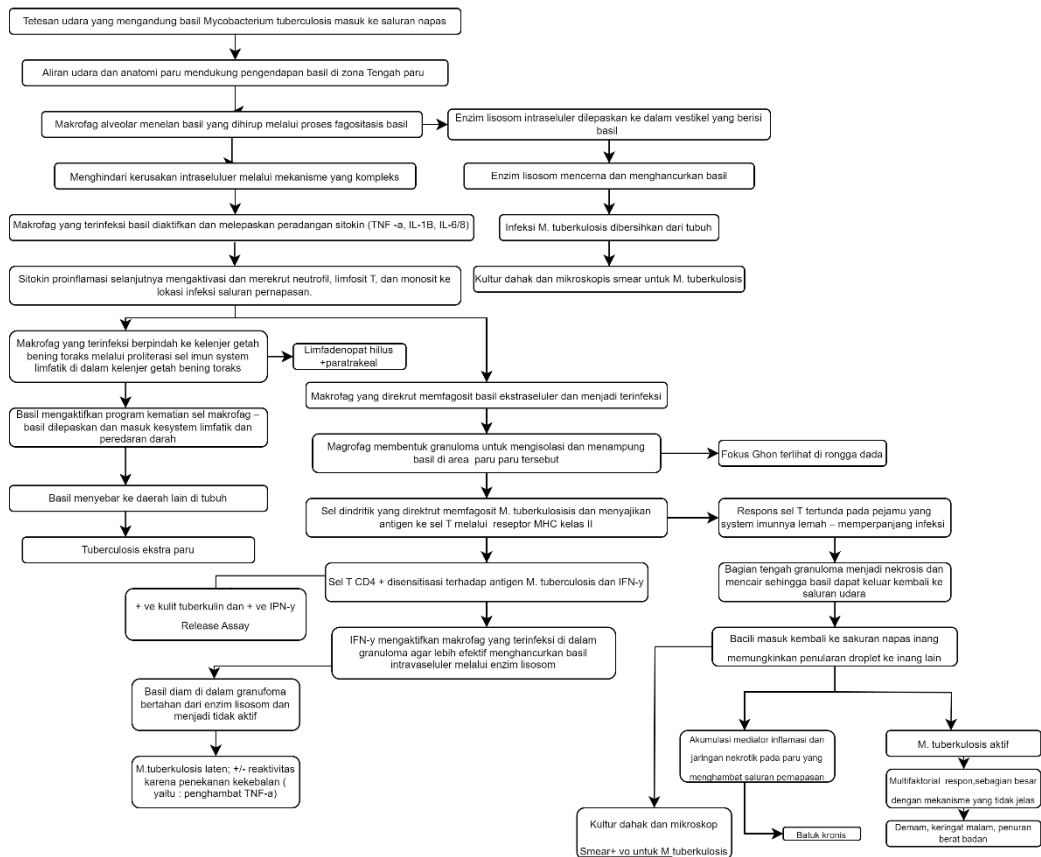 Tetesan udara yang mengandung basil Mycobacterium tuberculosis masuk ke saluran napas
Aliran udara dan anatomi paru mendukung pengendapan basil di zona Tengah paru
Makrofag alveolar menelan basil yang dihirup melalui proses fagositasis basil
Enzim lisosom intraseluler dilepaskan ke dalam vestikel yang berisi
basil
Menghindari kerusakan intraseluluer melalui mekanisme yang kompleks
Enzim lisosom mencerna dan menghancurkan basil
Makrofag yang terinfeksi basil diaktifkan dan melepaskan peradangan sitokin (TNF -a, IL-1B, IL-6/8)
Infeksi M. tuberkulosis dibersihkan dari tubuh
Sitokin proinflamasi selanjutnya mengaktivasi dan merekrut neutrofil, limfosit T, dan monosit ke
lokasi infeksi saluran pernapasan.
Kultur dahak dan mikroskopis smear untuk M. tuberkulosis
Makrofag yang terinfeksi berpindah ke kelenjer getah
bening toraks melalui proliterasi sel imun system
limfatik di dalam kelenjer getah bening toraks
Limfadenopat hillus
+paratrakeal
Makrofag yang direkrut memfagosit basil ekstraseluler dan menjadi terinfeksi
Basil mengaktifkan program kematian sel makrofag –
basil dilepaskan dan masuk kesystem limfatik dan
peredaran darah
Magrofag membentuk granuloma untuk mengisolasi dan menampung
basil di area paru paru tersebut
Fokus Ghon terlihat di rongga dada
Basil menyebar ke daerah lain di tubuh
Sel dindritik yang direktrut memfagosit M. tuberkulosisis dan menyajikan
antigen ke sel T melalui reseptor MHC kelas II
Respons sel T tertunda pada pejamu yang
system imunnya lemah – memperpanjang infeksi
Tuberculosis ekstra paru
Sel T CD4 + disensitisasi terhadap antigen M. tuberculosis dan IFN-y
Bagian tengah granuloma menjadi nekrosis dan
mencair sehingga basil dapat keluar kembali ke
saluran udara
+ ve kulit tuberkulin dan + ve IPN-y
Release Assay
IFN-y mengaktifkan makrofag yang terinfeksi di dalam
granuloma agar lebih efektif menghancurkan basil
intravaseluler melalui enzim lisosom
Bacili masuk kembali ke sakuran napas inang
memungkinkan penularan droplet ke inang lain
Basil diam di dalam granufoma
bertahan dari enzim lisosom dan
menjadi tidak aktif
M.tuberkulosis laten; +/- reaktivitas
karena penekanan kekebalan (
yaitu : penghambat TNF-a)
Akumulasi mediator inflamasi dan
jaringan nekrotik pada paru yang
menghambat saluran pernapasan
M. tuberkulosis aktif
Multifaktorial respon,sebagian besar
dengan mekanisme yang tidak jelas
Kultur dahak dan mikroskop
Smear+ vo untuk M tuberkulosis
Batuk kronis
Demam, keringat malam, penuran
berat badan